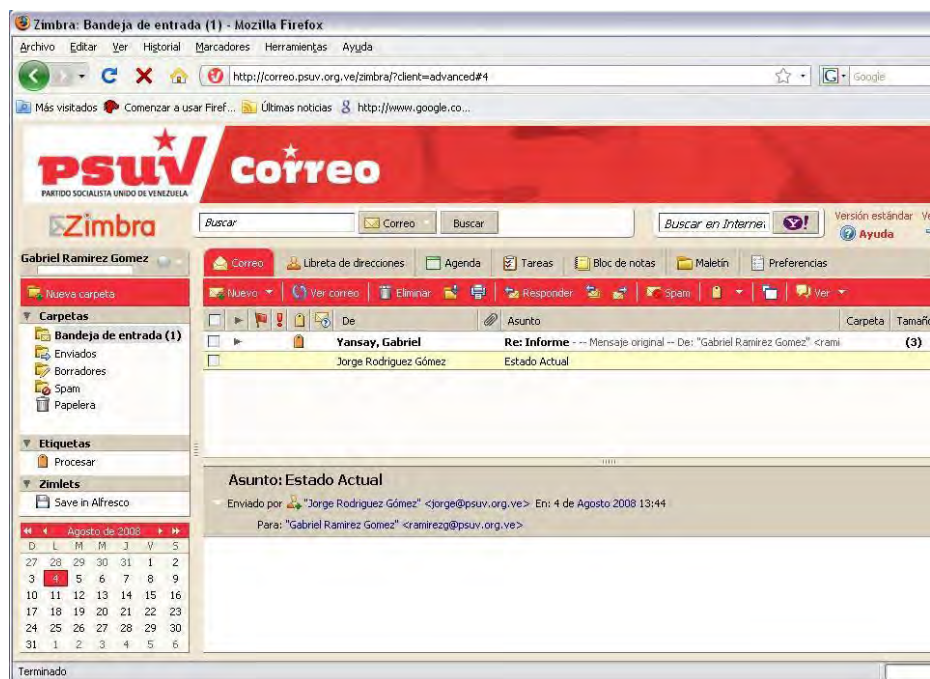 Zimbra: Bandeja de entrada (1) - Mozilla Firefox
Archivo Editar Ver Historial Marcadores Herramientas Ayuda
http://correo.psuv.org.ve/zimbra/?client=advanced#4 G Google
Más visitados Comenzar a usar Firef... Últimas noticias http://www.google.co...
PSUV Correo
PARTIDO SOCIALISTA UNIDO DE VENEZUELA
Zimbra Buscar Correo Buscar Buscar en Internet Y! Versión estándar
Ayuda
Gabriel Ramirez Gomez Correo Libreta de direcciones Agenda Tareas Bloc de notas Maletín Preferencias
Nueva carpeta Nuevo Ver correo Eliminar Responder Spam Ver
Carpetas De Asunto Carpeta Tamaño
Bandeja de entrada (1) Yansay, Gabriel Re: Informe - -- Mensaje original -- De: "Gabriel Ramirez Gomez" <rami (3)
Enviados Jorge Rodriguez Gómez Estado Actual
Borradores
Spam
Papelera
Etiquetas
Procesar
Zimlets
Save in Alfresco
Asunto: Estado Actual
Enviado por "Jorge Rodriguez Gómez" <jorge@psuv.org.ve> En: 4 de Agosto 2008 13:44
Para: "Gabriel Ramirez Gomez" <ramirezg@psuv.org.ve>
Agosto de 2008
D L M M J V S
27 28 29 30 31 1 2
3 4 5 6 7 8 9
10 11 12 13 14 15 16
17 18 19 20 21 22 23
24 25 26 27 28 29 30
31 1 2 3 4 5 6
Terminado